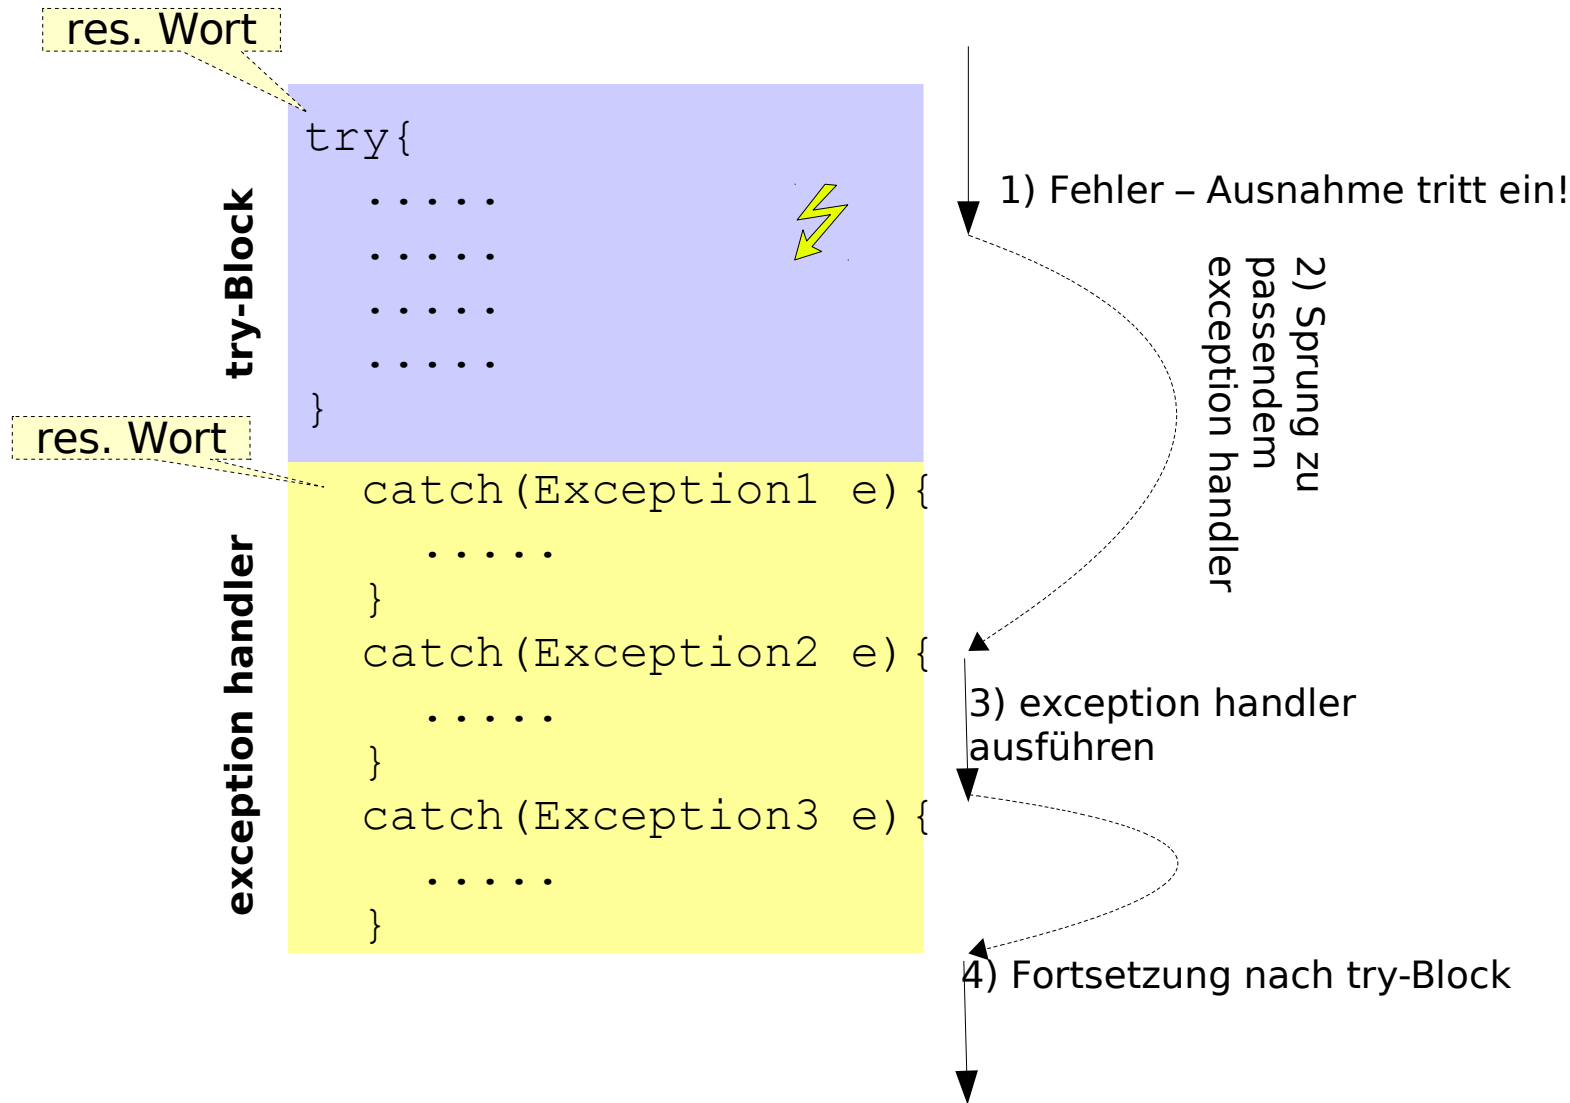 res. Wort
try{
.....
.....
.....
.....
}
try-Block
res. Wort
catch(Exception1 e){
.....
}
catch(Exception2 e){
.....
}
catch(Exception3 e){
.....
}
exception handler
1) Fehler – Ausnahme tritt ein!
2) Sprung zu
passendem
exception handler
3) exception handler
ausführen
4) Fortsetzung nach try-Block